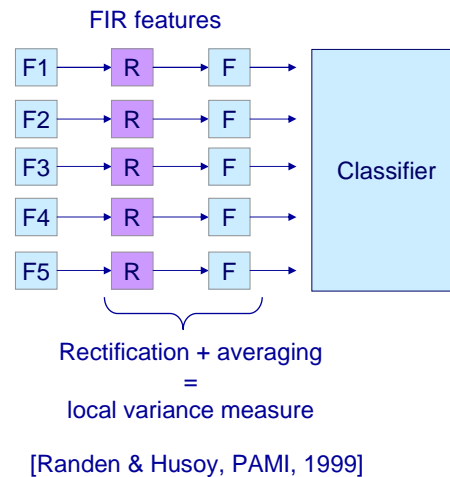 FIR features
F1 R F
F2 R F
F3 R F
Classifier
F4 R F
F5 R F
Rectification + averaging
=
local variance measure
[Randen & Husoy, PAMI, 1999]